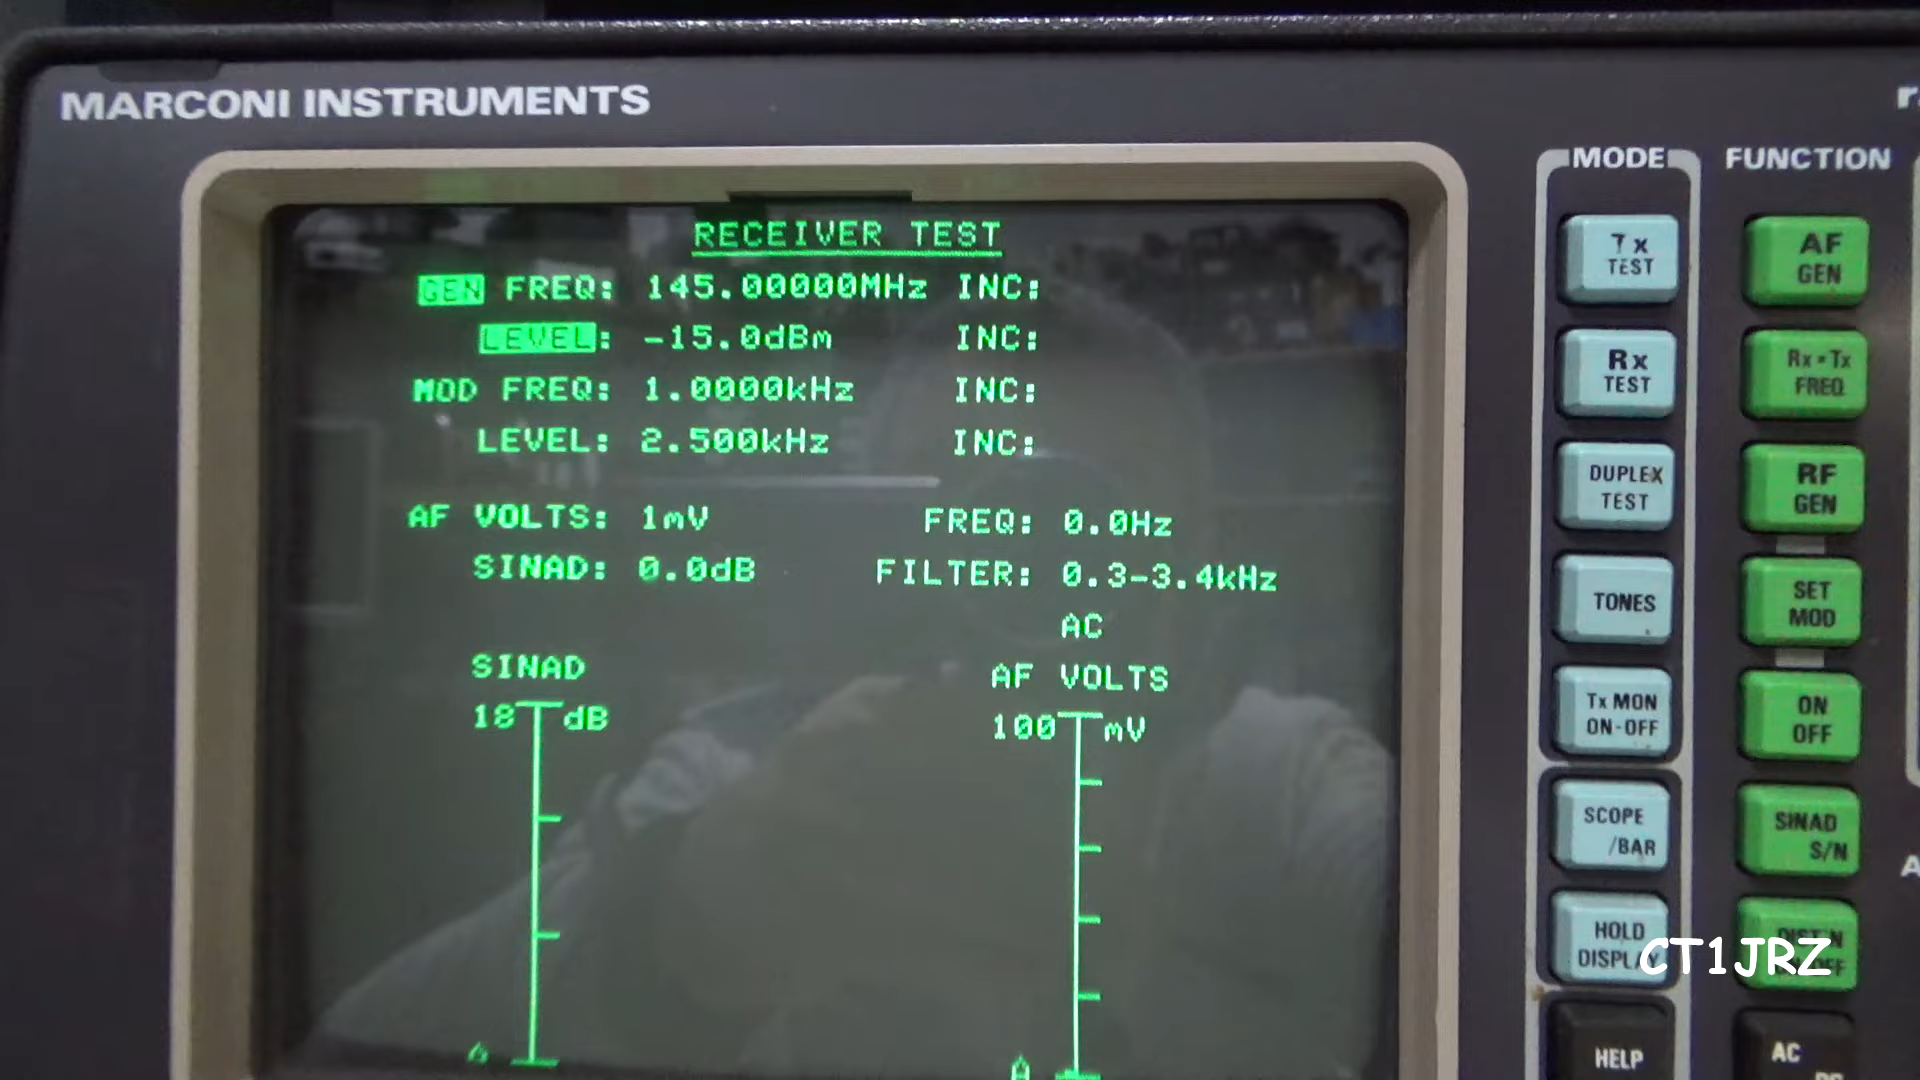 MARCONI INSTRUMENTS
RECEIVER TEST
GEN FREQ: 145.00000MHz INC:
LEVEL: -15.0dBm INC:
MOD FREQ: 1.0000kHz INC:
LEVEL: 2.500kHz INC:
AF VOLTS: 1mV FREQ: 0.0Hz
SINAD: 0.0dB FILTER: 0.3-3.4kHz
AC
SINAD
18 dB
AF VOLTS
100 mV
MODE
Tx
TEST
Rx
TEST
DUPLEX
TEST
TONES
Tx MON
ON-OFF
SCOPE
/BAR
HOLD
DISPLAY
HELP
FUNCTION
AF
GEN
Rx=Tx
FREQ
RF
GEN
SET
MOD
ON
OFF
SINAD
S/N
AC
CT1JRZ